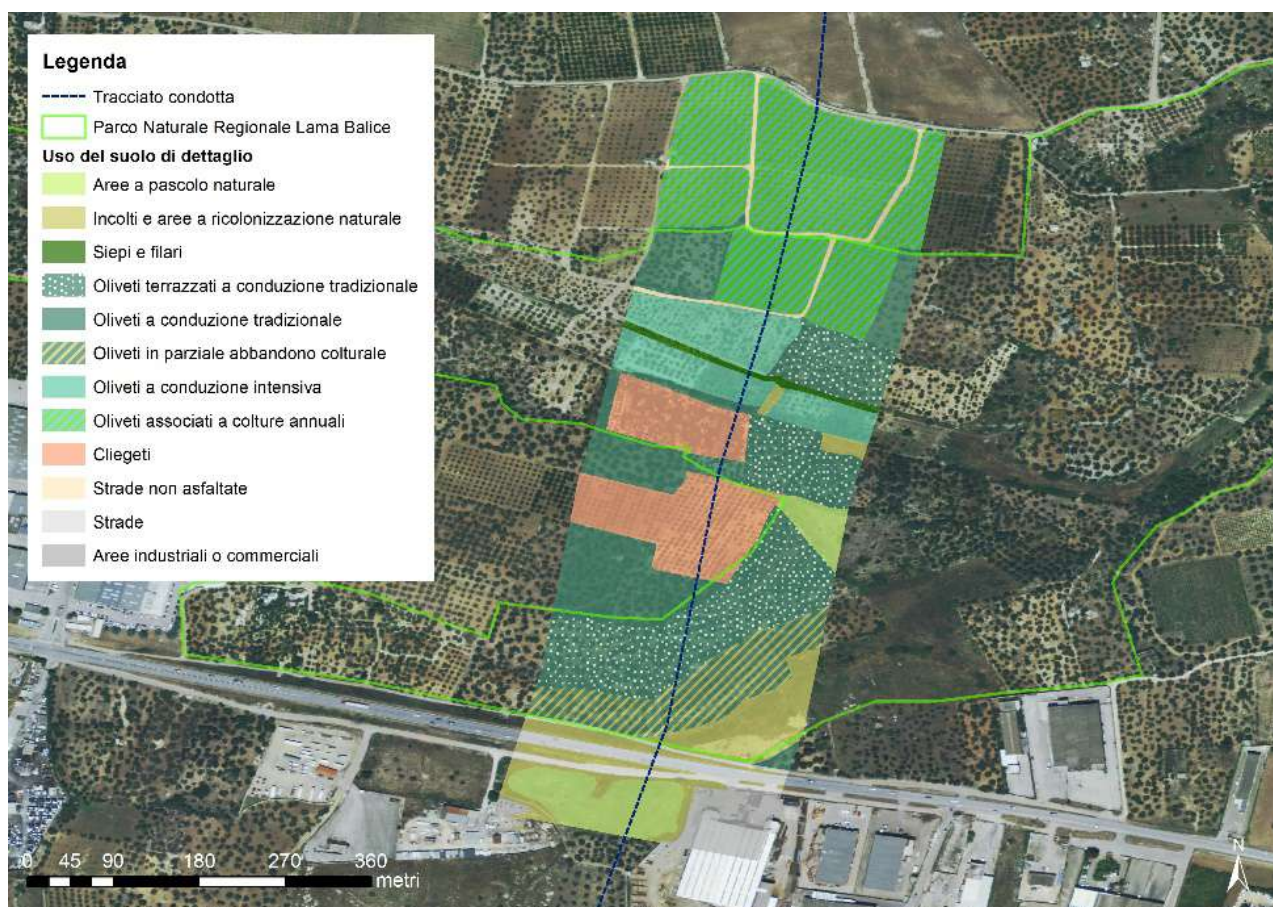 Legenda
Tracciato condotta
Parco Naturale Regionale Lama Balice
Uso del suolo di dettaglio
Aree a pascolo naturale
Incolti e aree a ricolonizzazione naturale
Siepi e filari
Oliveti terrazzati a conduzione tradizionale
Oliveti a conduzione tradizionale
Oliveti in parziale abbandono colturale
Oliveti a conduzione intensiva
Oliveti associati a colture annuali
Cliegeti
Strade non asfaltate
Strade
Aree industriali o commerciali
0 45 90 180 270 360
metri
N